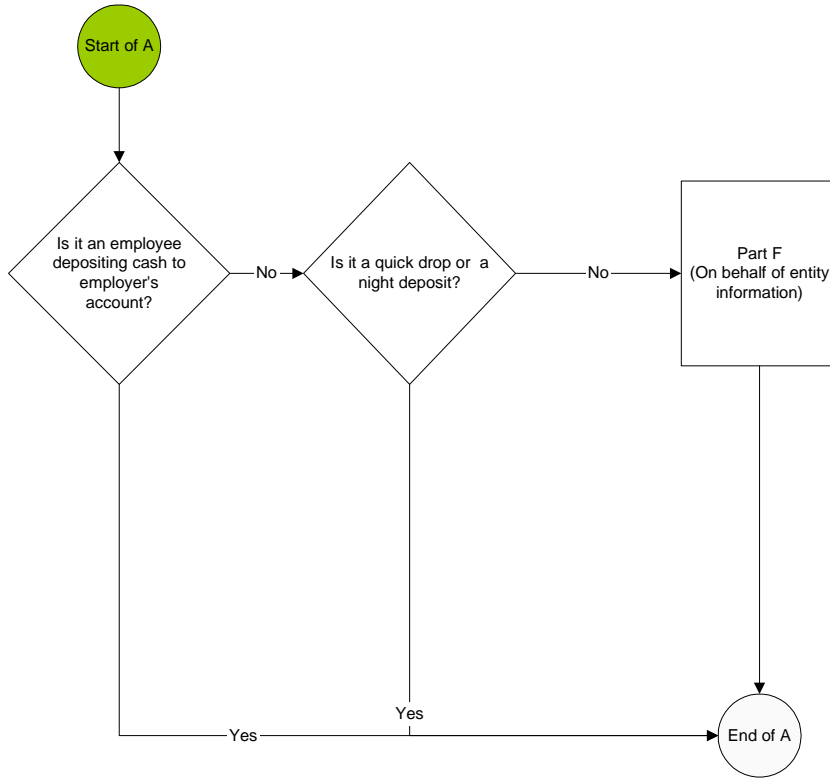 Start of A
Is it an employee
depositing cash to
employer's
account?
No
Is it a quick drop or  a
night deposit?
No
Part F
(On behalf of entity
information)
Yes
Yes
End of A